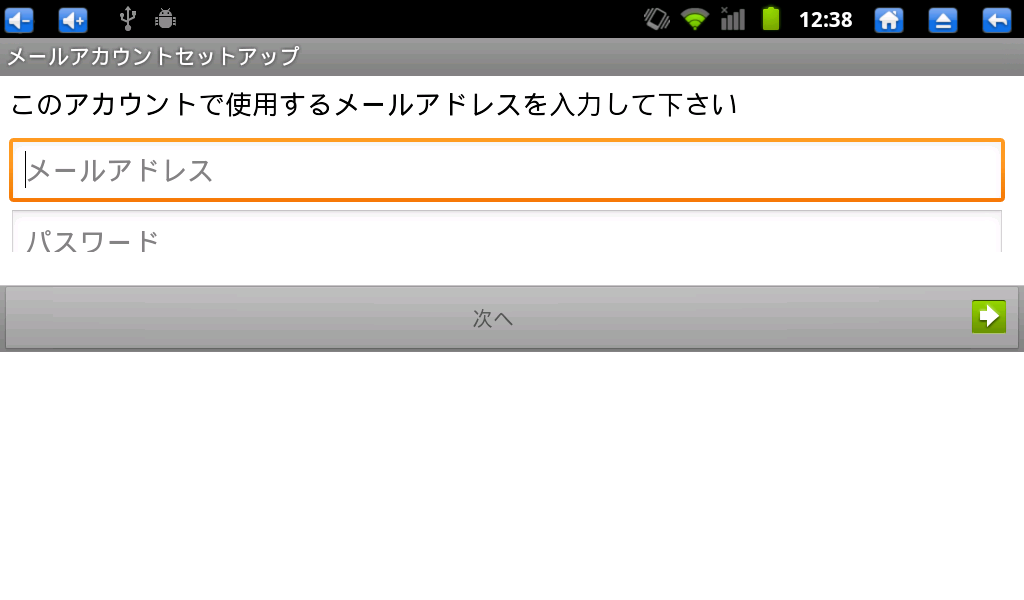 12:38
メールアカウントセットアップ
このアカウントで使用するメールアドレスを入力して下さい
メールアドレス
パスワード
次へ